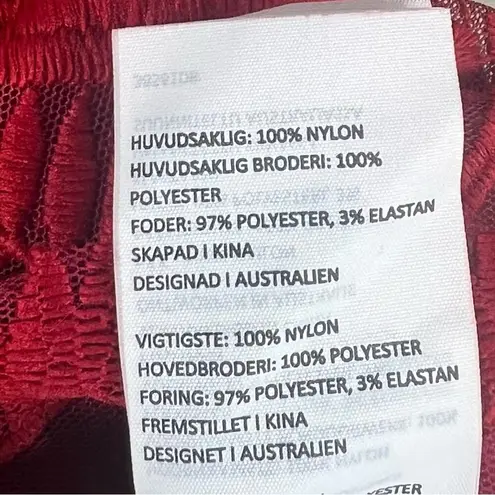 HUVUDSAKLIG: 100% NYLON
HUVUDSAKLIG BRODERI: 100%
POLYESTER
FODER: 97% POLYESTER, 3% ELASTAN
SKAPAD I KINA
DESIGNAD I AUSTRALIEN
VIGTIGSTE: 100% NYLON
HOVEDBRODERI: 100% POLYESTER
FORING: 97% POLYESTER, 3% ELASTAN
FREMSTILLET I KINA
DESIGNET I AUSTRALIEN